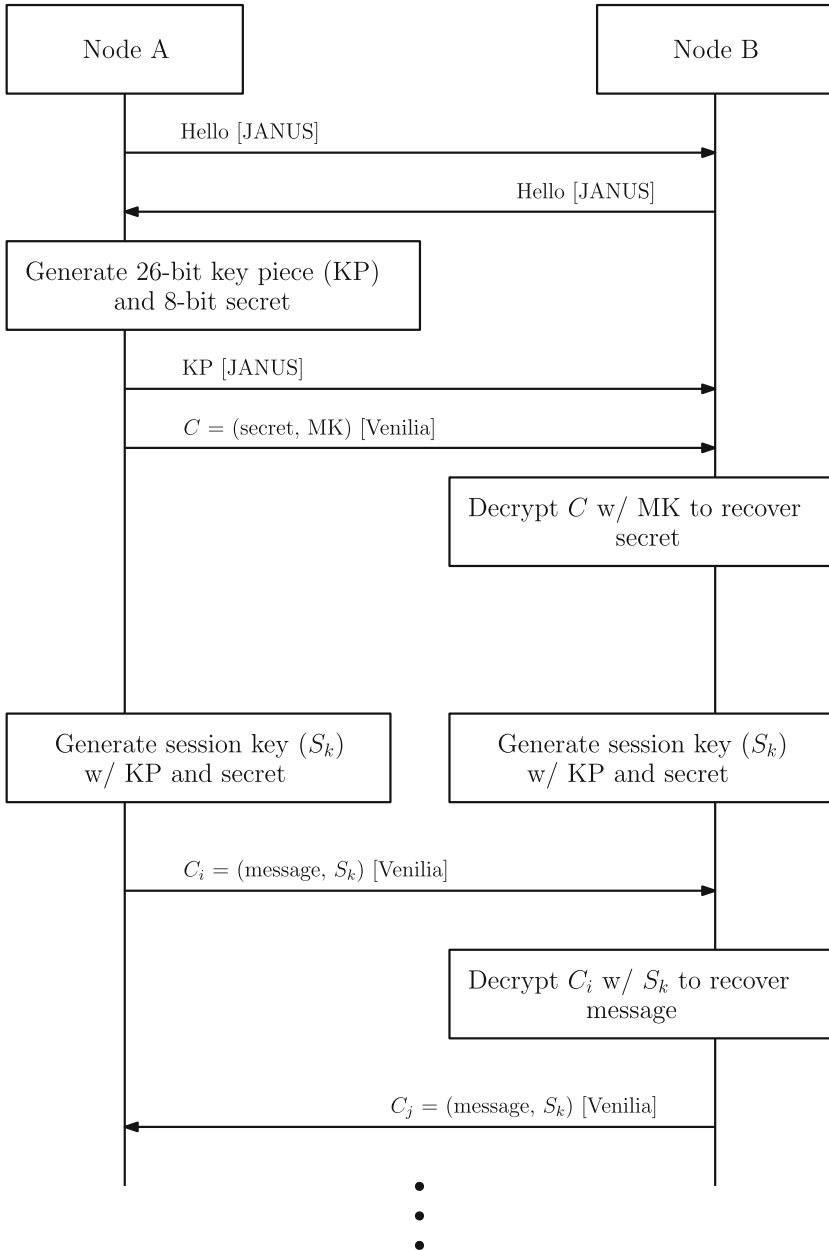 Node A
Node B
Hello [JANUS]
Hello [JANUS]
Generate 26-bit key piece (KP)
and 8-bit secret
KP [JANUS]
C = (secret, MK) [Venilia]
Decrypt C w/ MK to recover
secret
Generate session key (Sₖ)
w/ KP and secret
Generate session key (Sₖ)
w/ KP and secret
Cᵢ = (message, Sₖ) [Venilia]
Decrypt Cᵢ w/ Sₖ to recover
message
Cⱼ = (message, Sₖ) [Venilia]